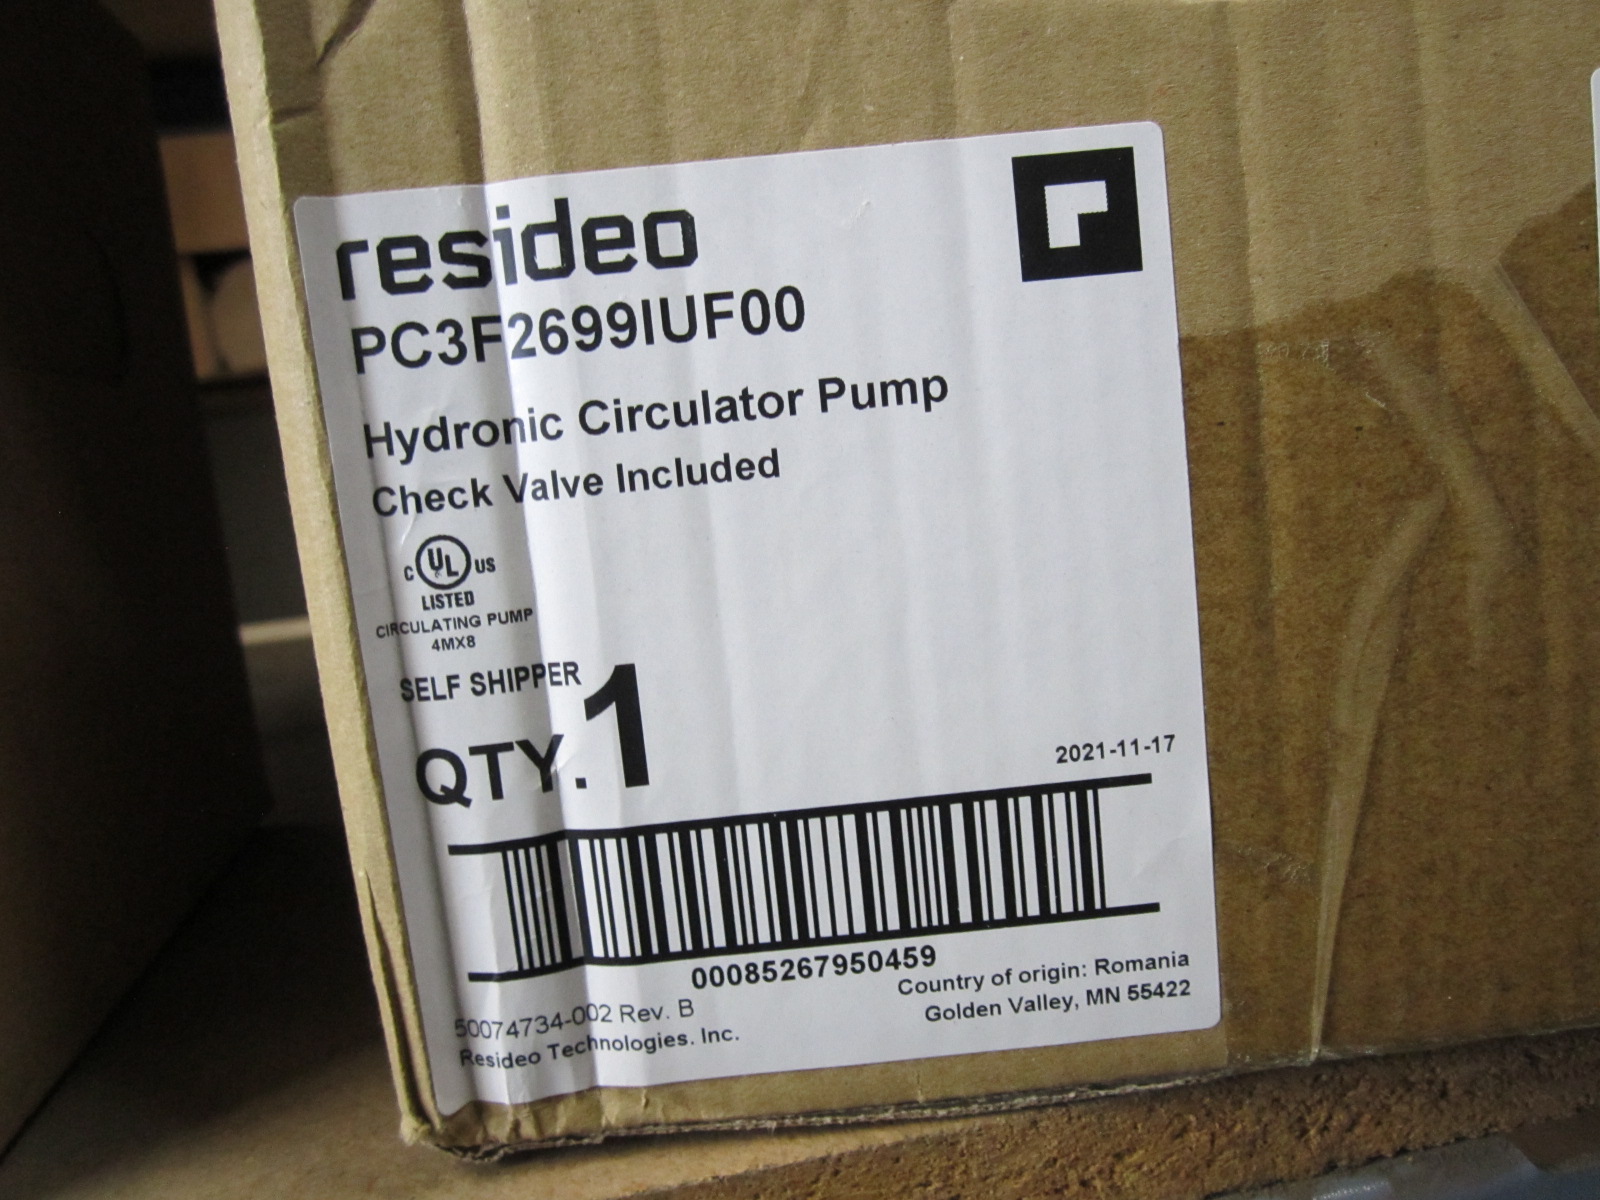 resideo
PC3F2699IUF00
Hydronic Circulator Pump
Check Valve Included
C UL US
LISTED
CIRCULATING PUMP
4MX8
SELF SHIPPER
QTY.1
2021-11-17
00085267950459
50074734-002 Rev. B
Resideo Technologies. Inc.
Country of origin: Romania
Golden Valley, MN 55422